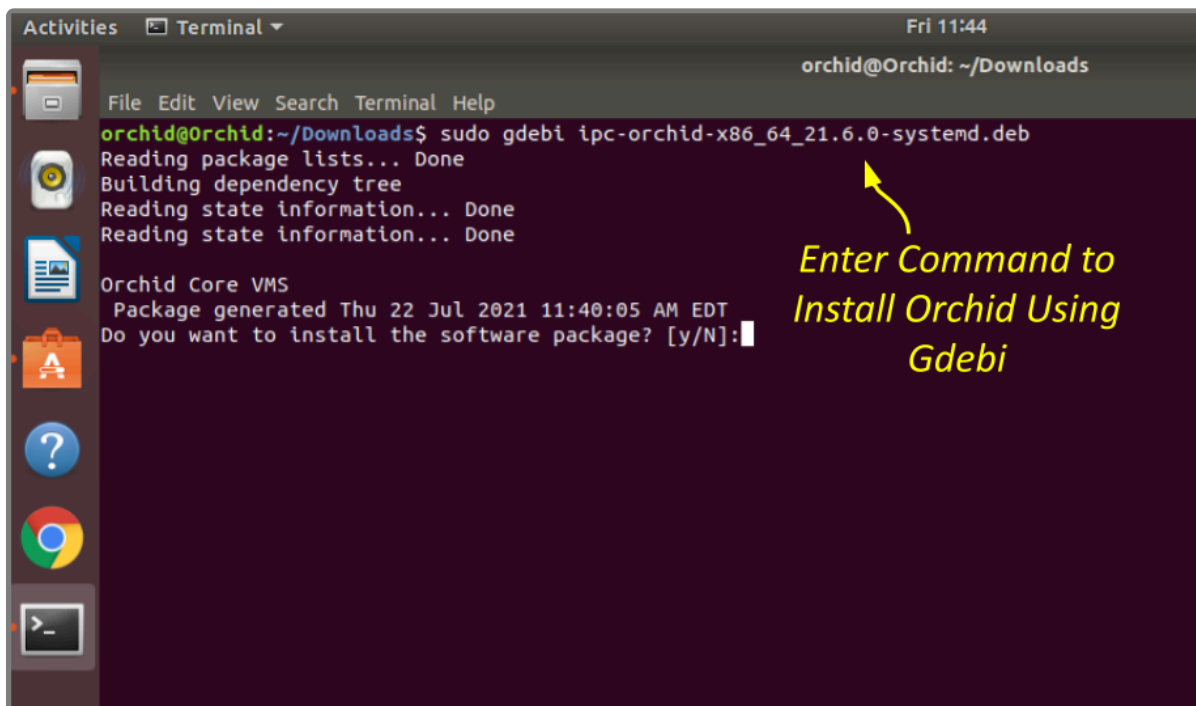 Activities Terminal Fri 11:44
orchid@Orchid: ~/Downloads
File Edit View Search Terminal Help
orchid@Orchid:~/Downloads$ sudo gdebi ipc-orchid-x86_64_21.6.0-systemd.deb
Reading package lists... Done
Building dependency tree
Reading state information... Done
Reading state information... Done
Orchid Core VMS
Package generated Thu 22 Jul 2021 11:40:05 AM EDT
Do you want to install the software package? [y/N]:
Enter Command to
Install Orchid Using
Gdebi